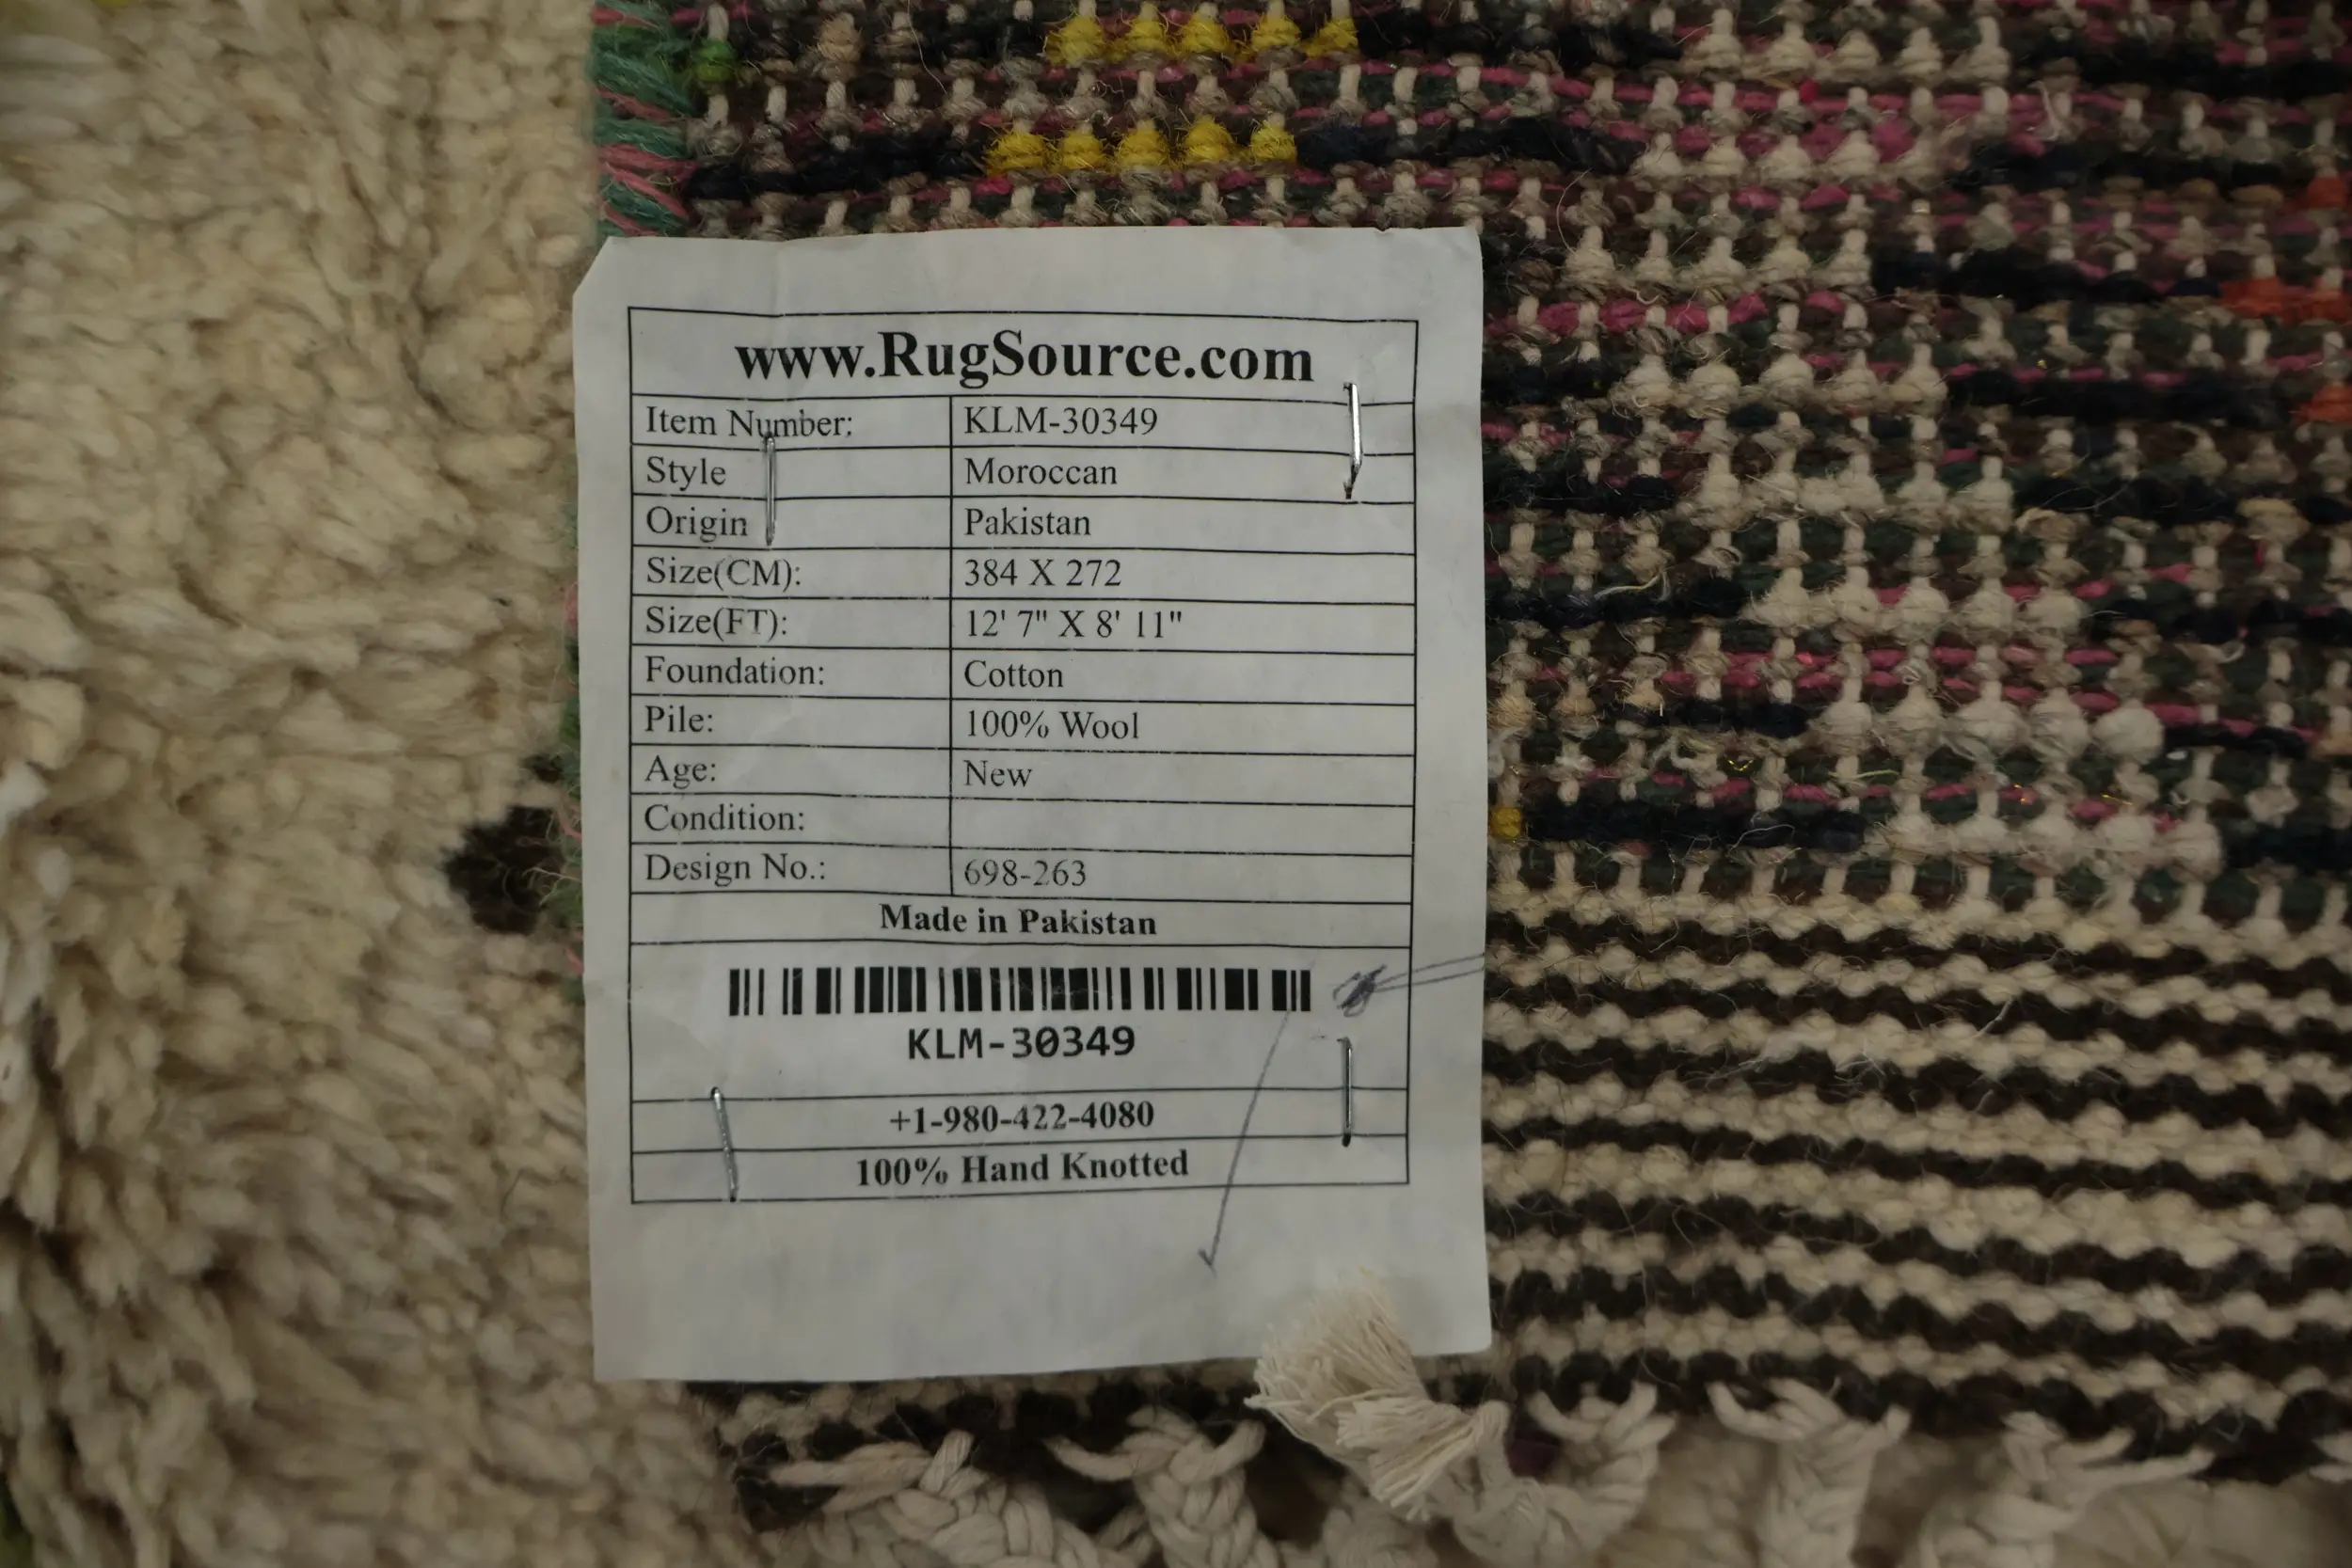 www.RugSource.com
Item Number: KLM-30349
Style Moroccan
Origin Pakistan
Size(CM): 384 X 272
Size(FT): 12' 7" X 8' 11"
Foundation: Cotton
Pile: 100% Wool
Age: New
Condition:
Design No.: 698-263
Made in Pakistan
KLM-30349
+1-980-422-4080
100% Hand Knotted